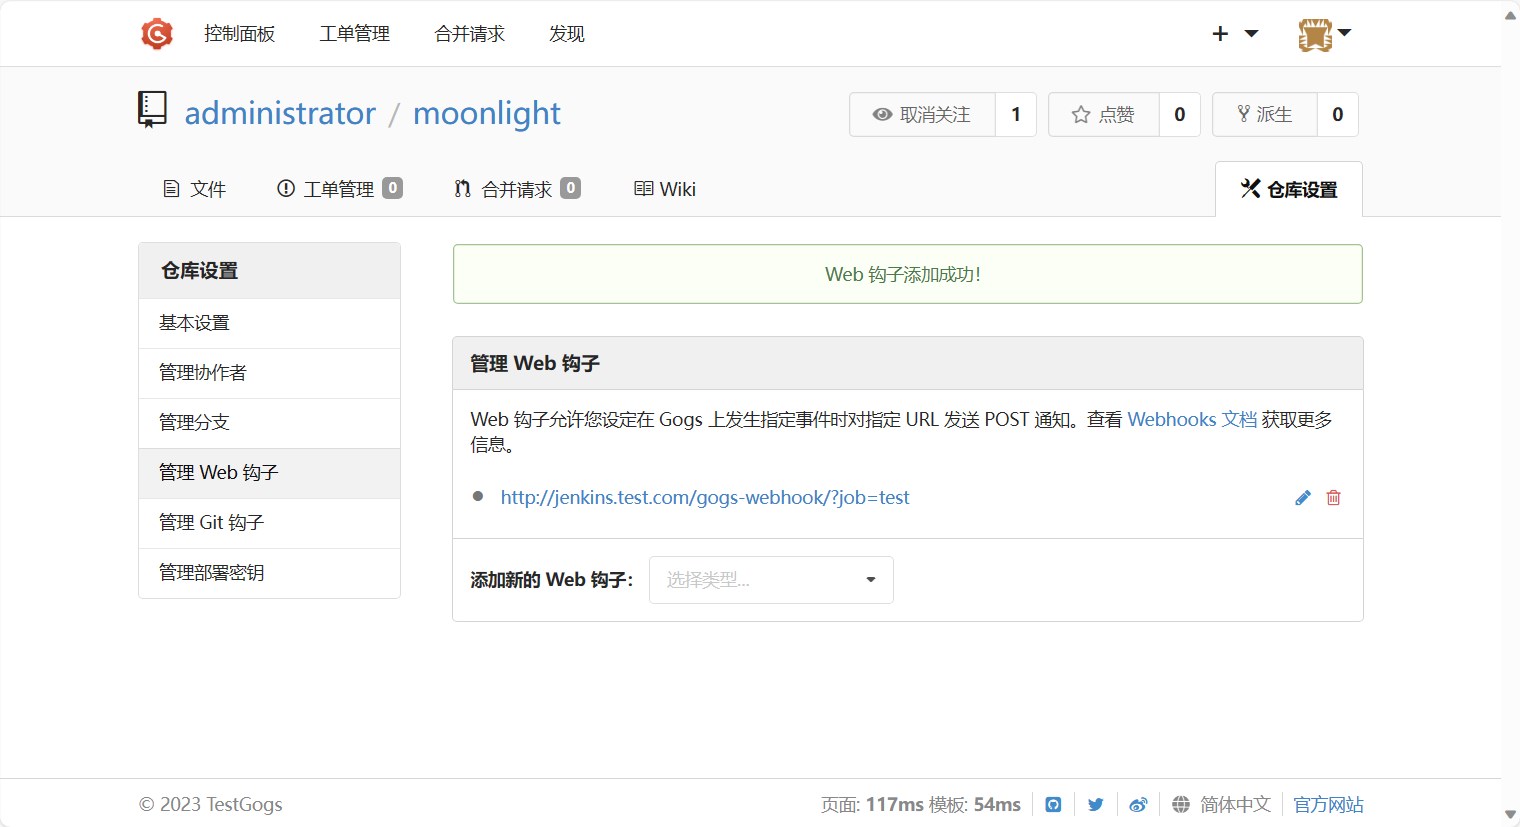 控制面板 工单管理 合并请求 发现
administrator / moonlight
取消关注 1 点赞 0 派生 0
文件 工单管理 0 合并请求 0 Wiki 仓库设置
仓库设置
基本设置
管理协作者
管理分支
管理 Web 钩子
管理 Git 钩子
管理部署密钥
Web 钩子添加成功！
管理 Web 钩子
Web 钩子允许您设定在 Gogs 上发生指定事件时对指定 URL 发送 POST 通知。查看 Webhooks 文档 获取更多
信息。
http://jenkins.test.com/gogs-webhook/?job=test
添加新的 Web 钩子： 选择类型...
© 2023 TestGogs
页面: 117ms 模板: 54ms 简体中文 官方网站